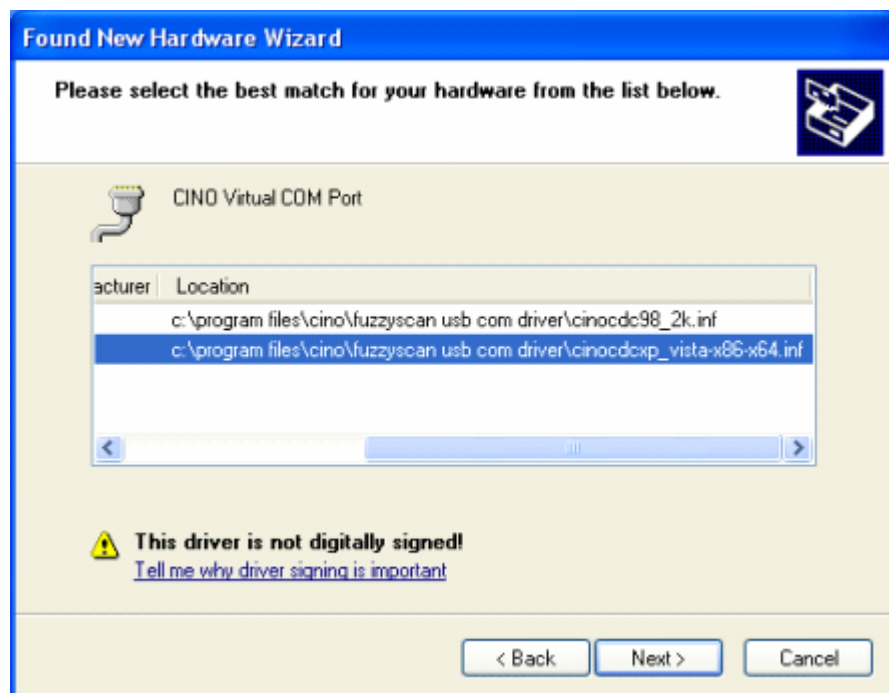 Found New Hardware Wizard
Please select the best match for your hardware from the list below.
CINO Virtual COM Port
acturer Location
c:\program files\cino\fuzzyscan usb com driver\cinocdc98_2k.inf
c:\program files\cino\fuzzyscan usb com driver\cinocdcxp_vista-x86-x64.inf
This driver is not digitally signed!
Tell me why driver signing is important
< Back Next > Cancel